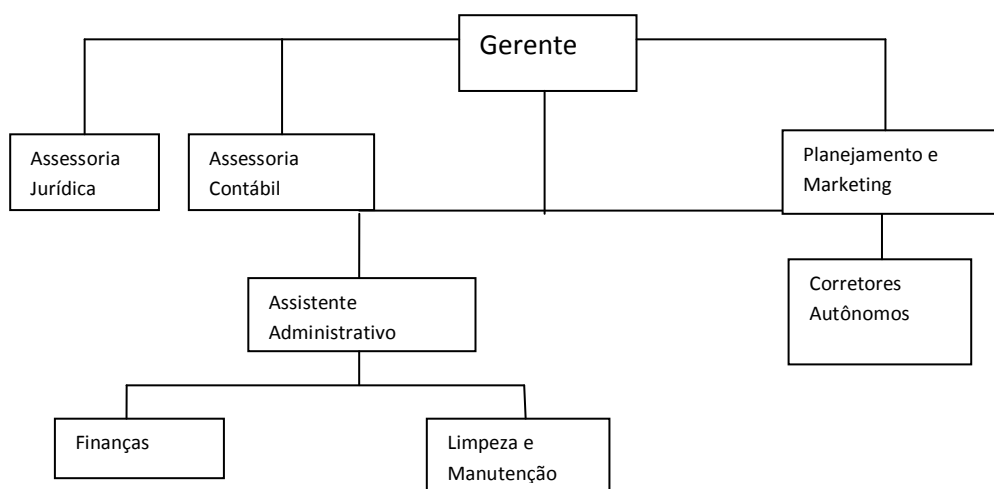 Gerente
Assessoria
Jurídica
Assessoria
Contábil
Planejamento e
Marketing
Assistente
Administrativo
Corretores
Autônomos
Finanças
Limpeza e
Manutenção